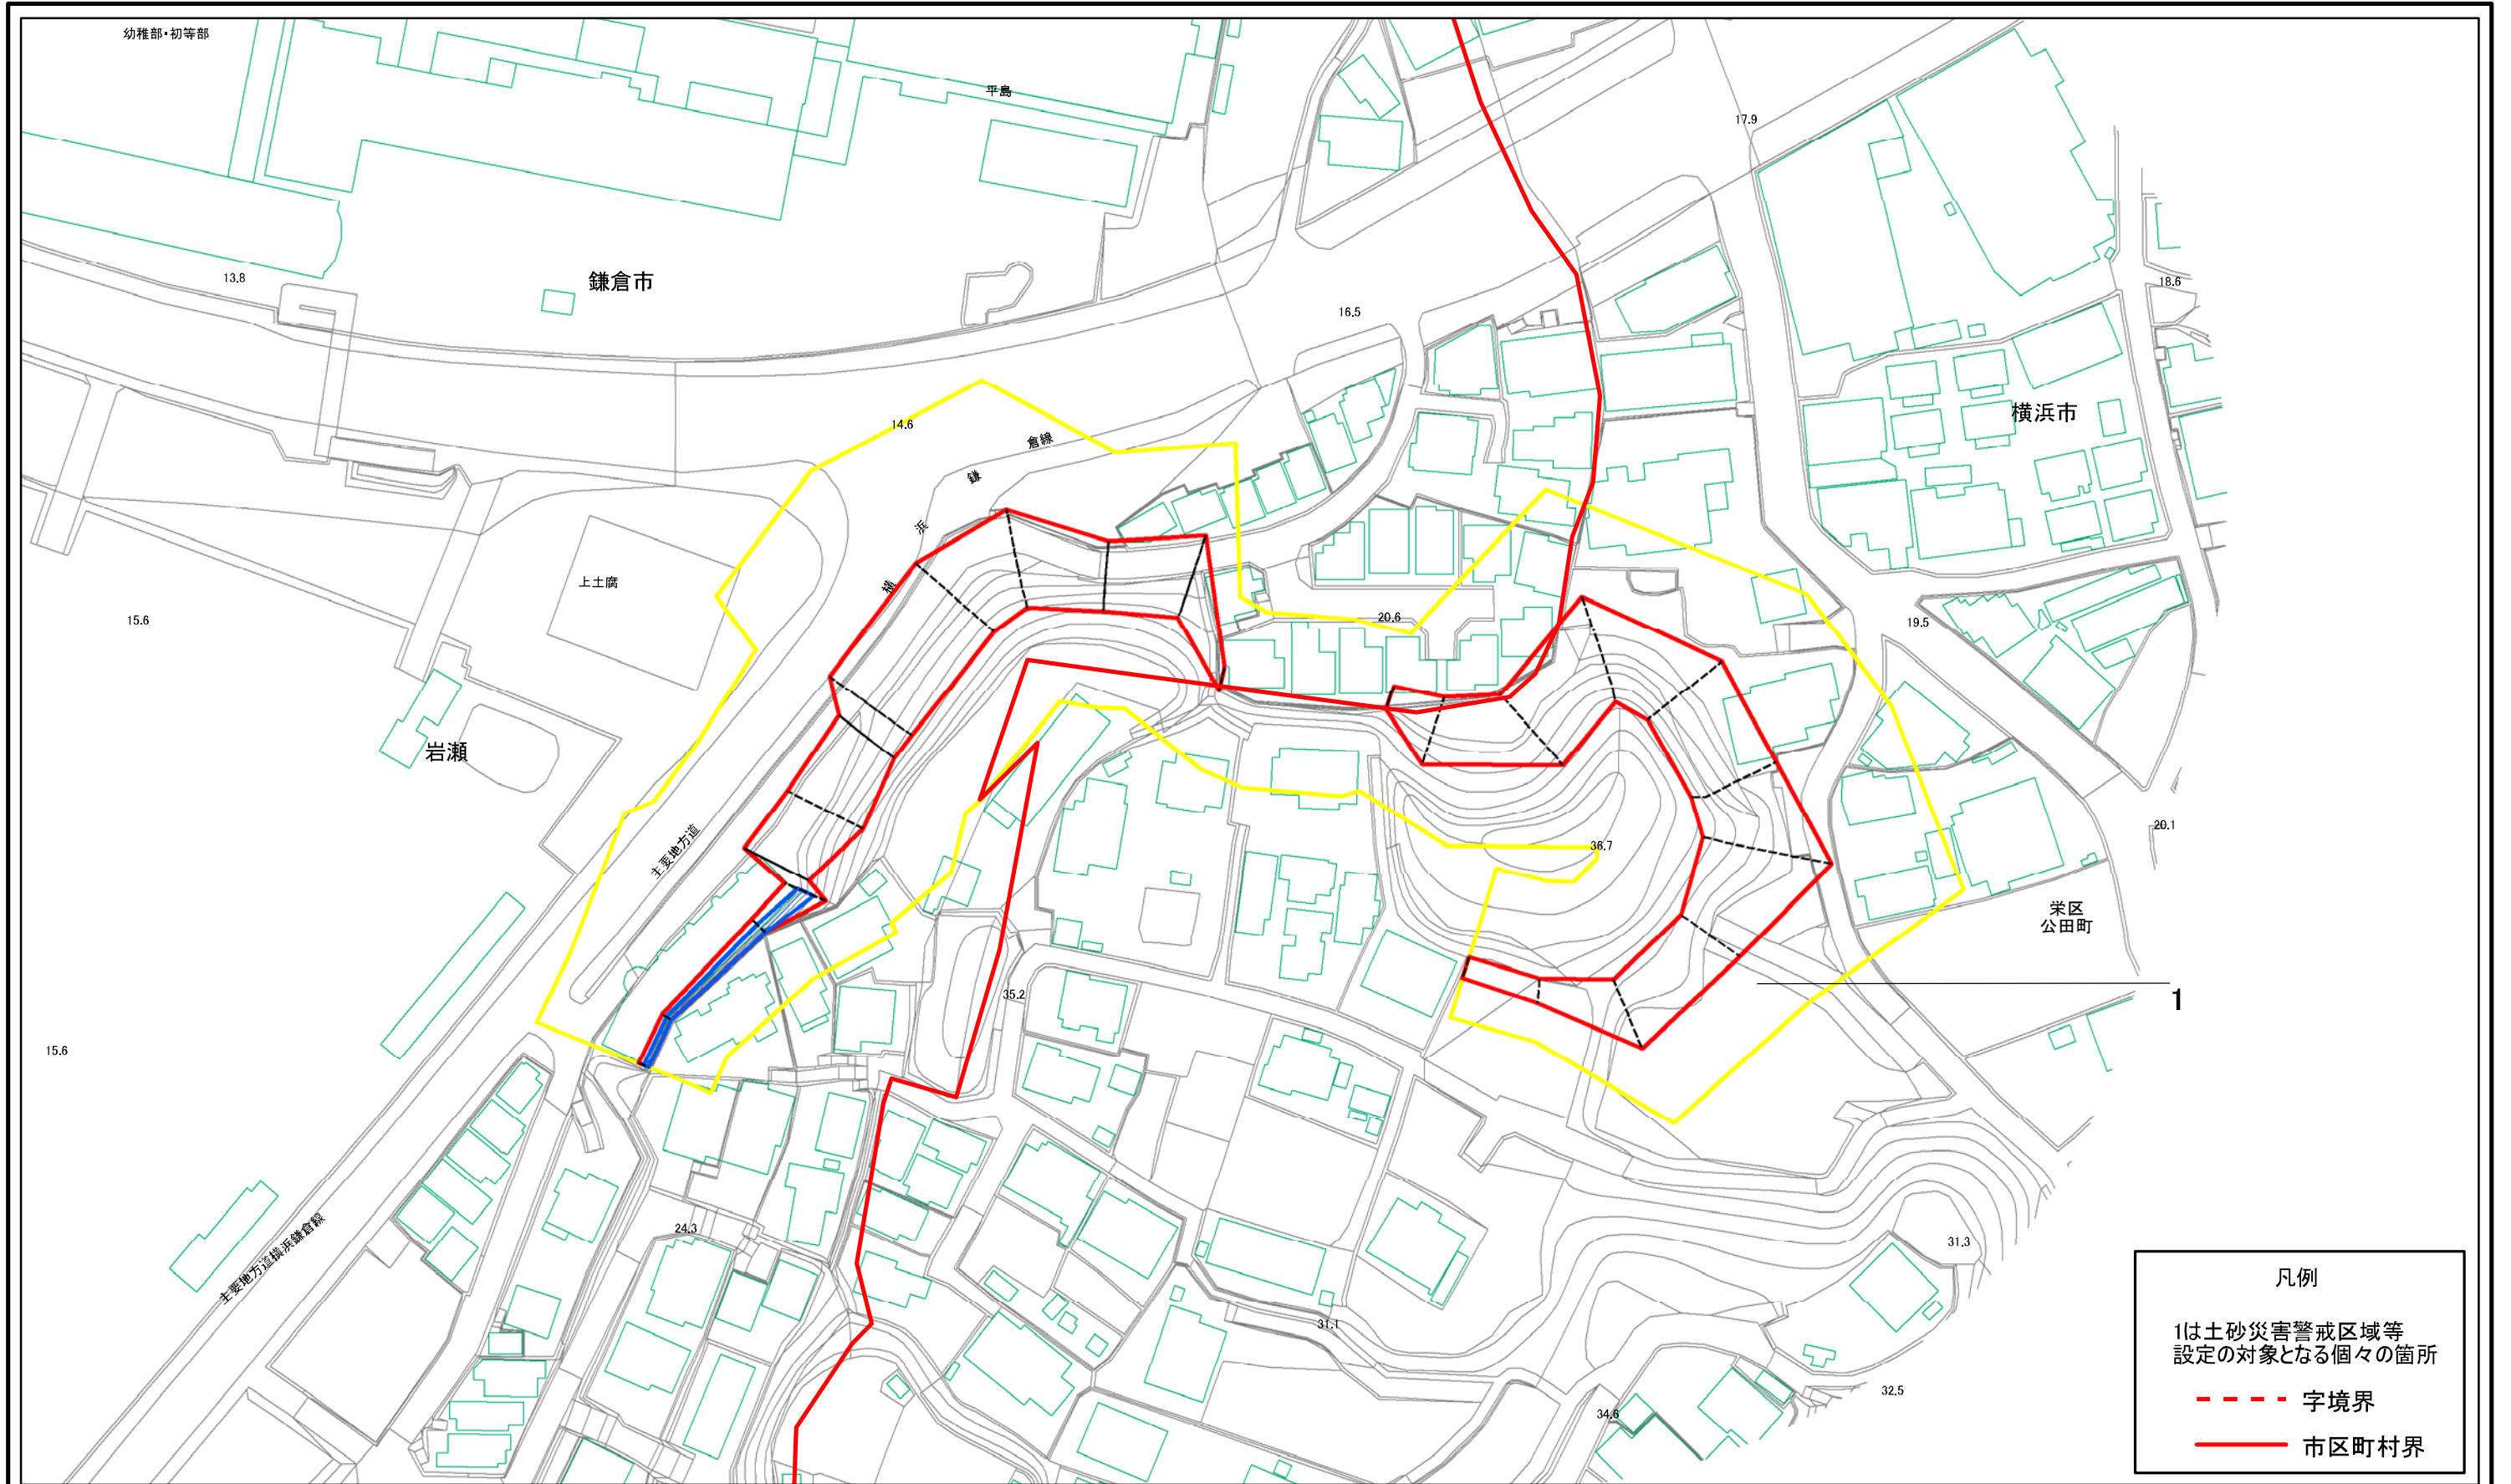 幼稚部・初等部
平島
17.9
13.8
鎌倉市
18.6
16.5
横浜市
14.6
倉線
鎌
浜
横
上土腐
15.6
20.6
19.5
岩瀬
主要地方道
36.7
20.1
栄区
公田町
35.2
1
15.6
24.3
主要地方道横浜鎌倉線
31.3
31.1
32.5
34.6
凡例
1は土砂災害警戒区域等
設定の対象となる個々の箇所
字境界
市区町村界